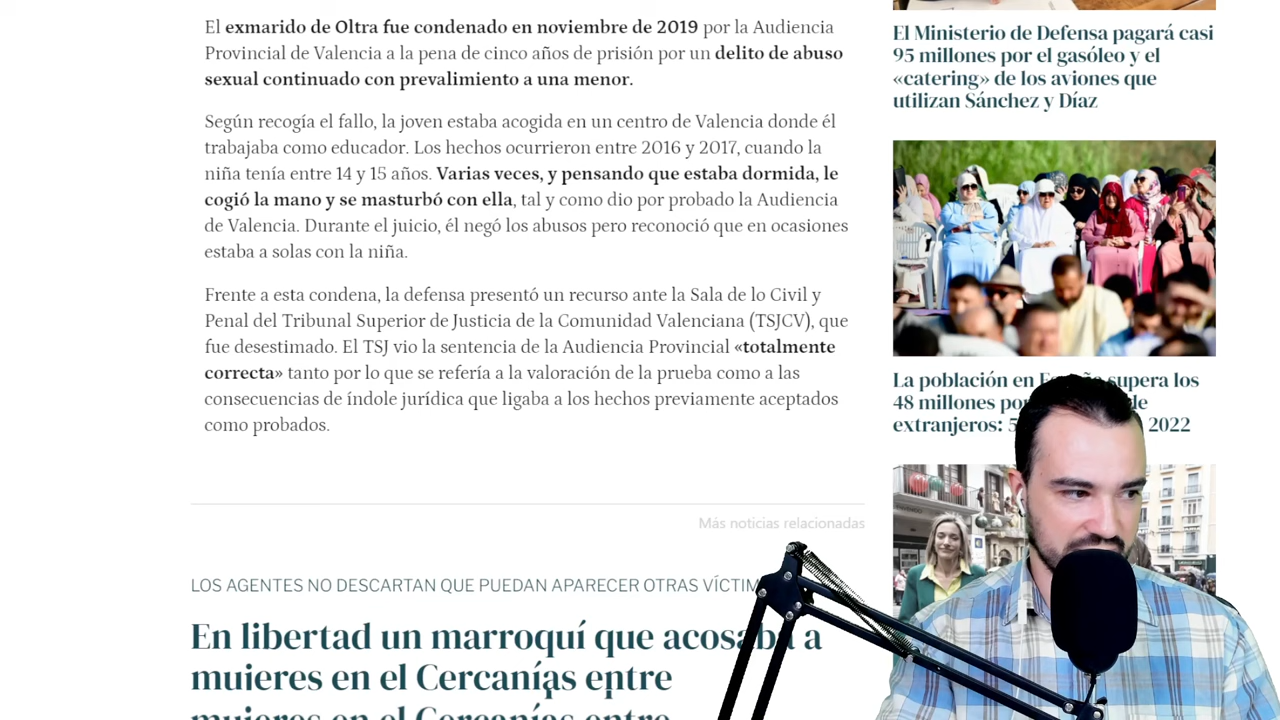 El exmarido de Oltra fue condenado en noviembre de 2019 por la Audiencia
Provincial de Valencia a la pena de cinco años de prisión por un delito de abuso
sexual continuado con prevalimiento a una menor.
Según recogía el fallo, la joven estaba acogida en un centro de Valencia donde él
trabajaba como educador. Los hechos ocurrieron entre 2016 y 2017, cuando la
niña tenía entre 14 y 15 años. Varias veces, y pensando que estaba dormida, le
cogió la mano y se masturbó con ella, tal y como dio por probado la Audiencia
de Valencia. Durante el juicio, él negó los abusos pero reconoció que en ocasiones
estaba a solas con la niña.
Frente a esta condena, la defensa presentó un recurso ante la Sala de lo Civil y
Penal del Tribunal Superior de Justicia de la Comunidad Valenciana (TSJCV), que
fue desestimado. El TSJ vio la sentencia de la Audiencia Provincial «totalmente
correcta» tanto por lo que se refería a la valoración de la prueba como a las
consecuencias de índole jurídica que ligaba a los hechos previamente aceptados
como probados.
Más noticias relacionadas
LOS AGENTES NO DESCARTAN QUE PUEDAN APARECER OTRAS
En libertad un marroquí que acosaba a
mujeres en el Cercanías entre
El Ministerio de Defensa pagará casi
95 millones por el gasóleo y el
«catering» de los aviones que
utilizan Sánchez y Díaz
La población en supera los
48 millones
extranjeros: 2022